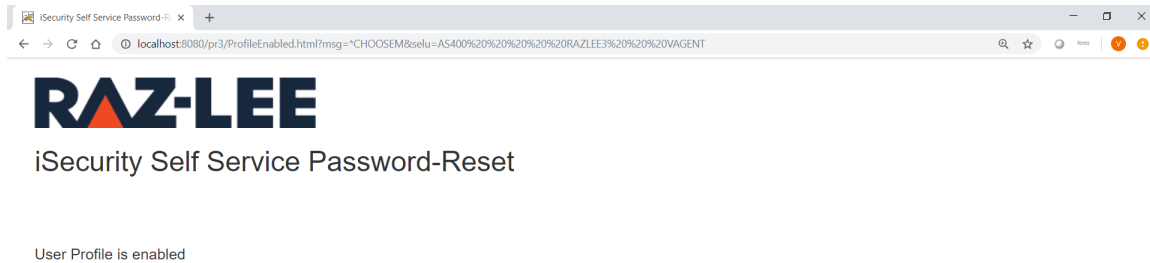 iSecurity Self Service Password-R
localhost:8080/pr3/ProfileEnabled.html?msg=*CHOOSEM&selu=AS400%20%20%20%20%20RAZLEE3%20%20%20VAGENT
V
RAZ-LEE
iSecurity Self Service Password-Reset
User Profile is enabled